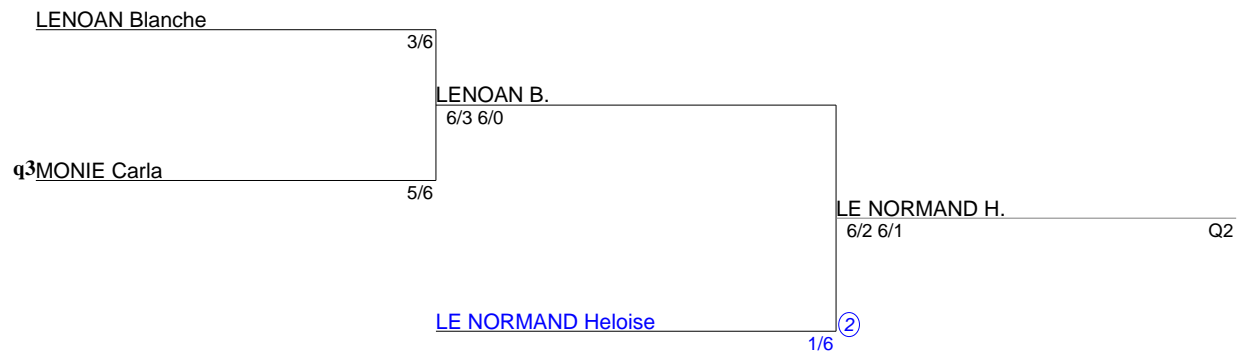 LENOAN Blanche
3/6
LENOAN B.
6/3 6/0
q3MONIE Carla
5/6
LE NORMAND H.
6/2 6/1
Q2
LE NORMAND Heloise
2
1/6